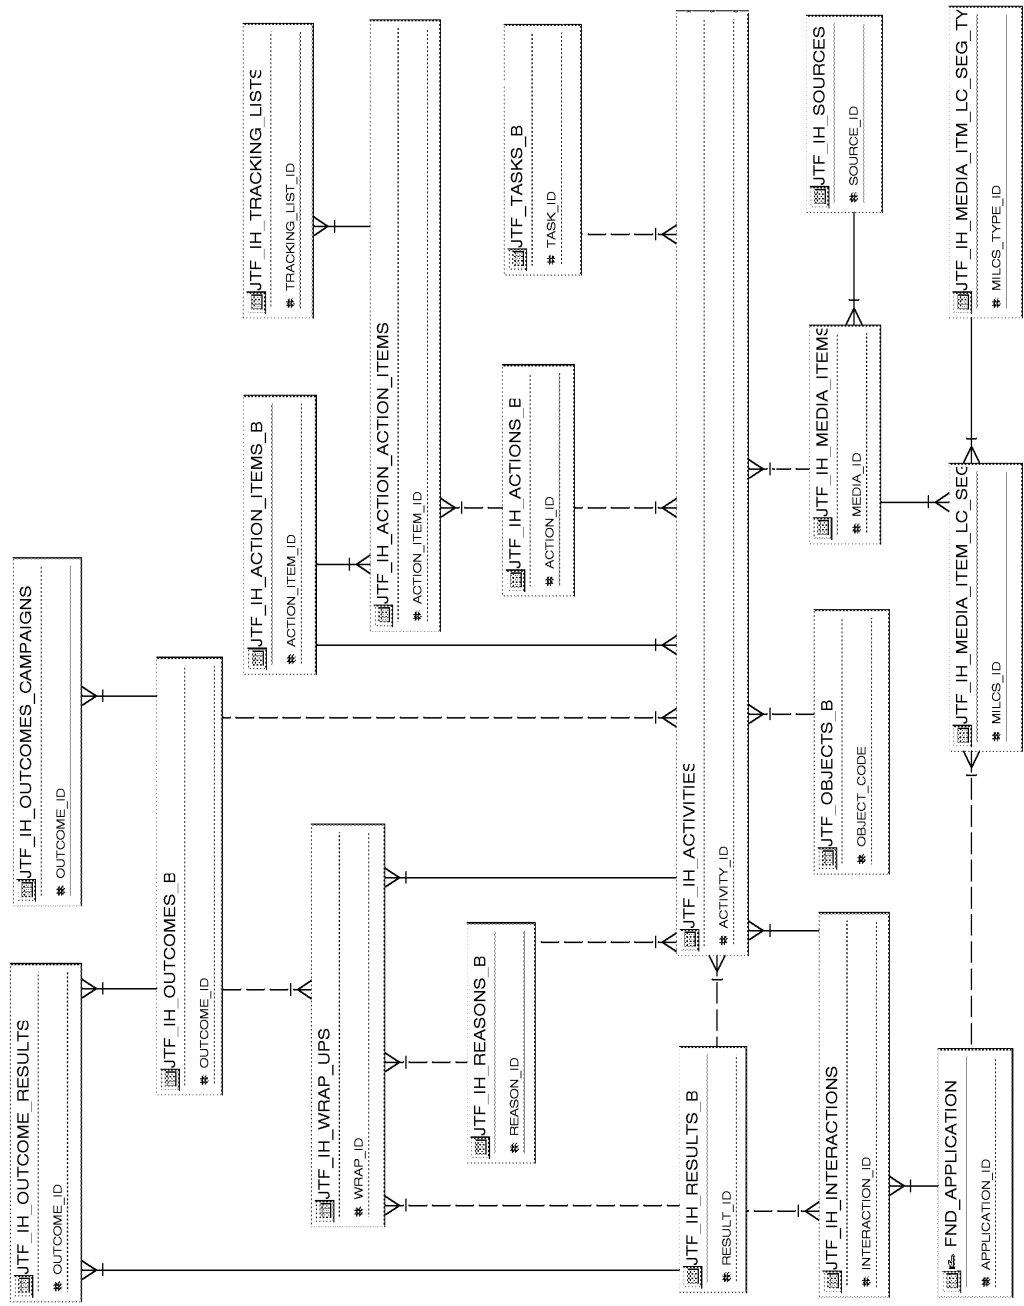 JTF_IH_OUTCOME_RESULTS
# OUTCOME_ID
JTF_IH_OUTCOMES_CAMPAIGNS
# OUTCOME_ID
JTF_IH_OUTCOMES_B
# OUTCOME_ID
JTF_IH_ACTION_ITEMS_B
# ACTION_ITEM_ID
JTF_IH_TRACKING_LISTS
# TRACKING_LIST_ID
JTF_IH_WRAP_UPS
# WRAP_ID
JTF_IH_ACTION_ACTION_ITEMS
# ACTION_ITEM_ID
JTF_IH_REASONS_B
# REASON_ID
JTF_IH_ACTIONS_B
# ACTION_ID
JTF_TASKS_B
# TASK_ID
JTF_IH_RESULTS_B
# RESULT_ID
JTF_IH_ACTIVITIES
# ACTIVITY_ID
JTF_IH_INTERACTIONS
# INTERACTION_ID
JTF_OBJECTS_B
# OBJECT_CODE
JTF_IH_MEDIA_ITEMS
# MEDIA_ID
JTF_IH_SOURCES
# SOURCE_ID
FND_APPLICATION
# APPLICATION_ID
JTF_IH_MEDIA_ITEM_LC_SEG
# MILCS_ID
JTF_IH_MEDIA_ITM_LC_SEG_TY
# MILCS_TYPE_ID